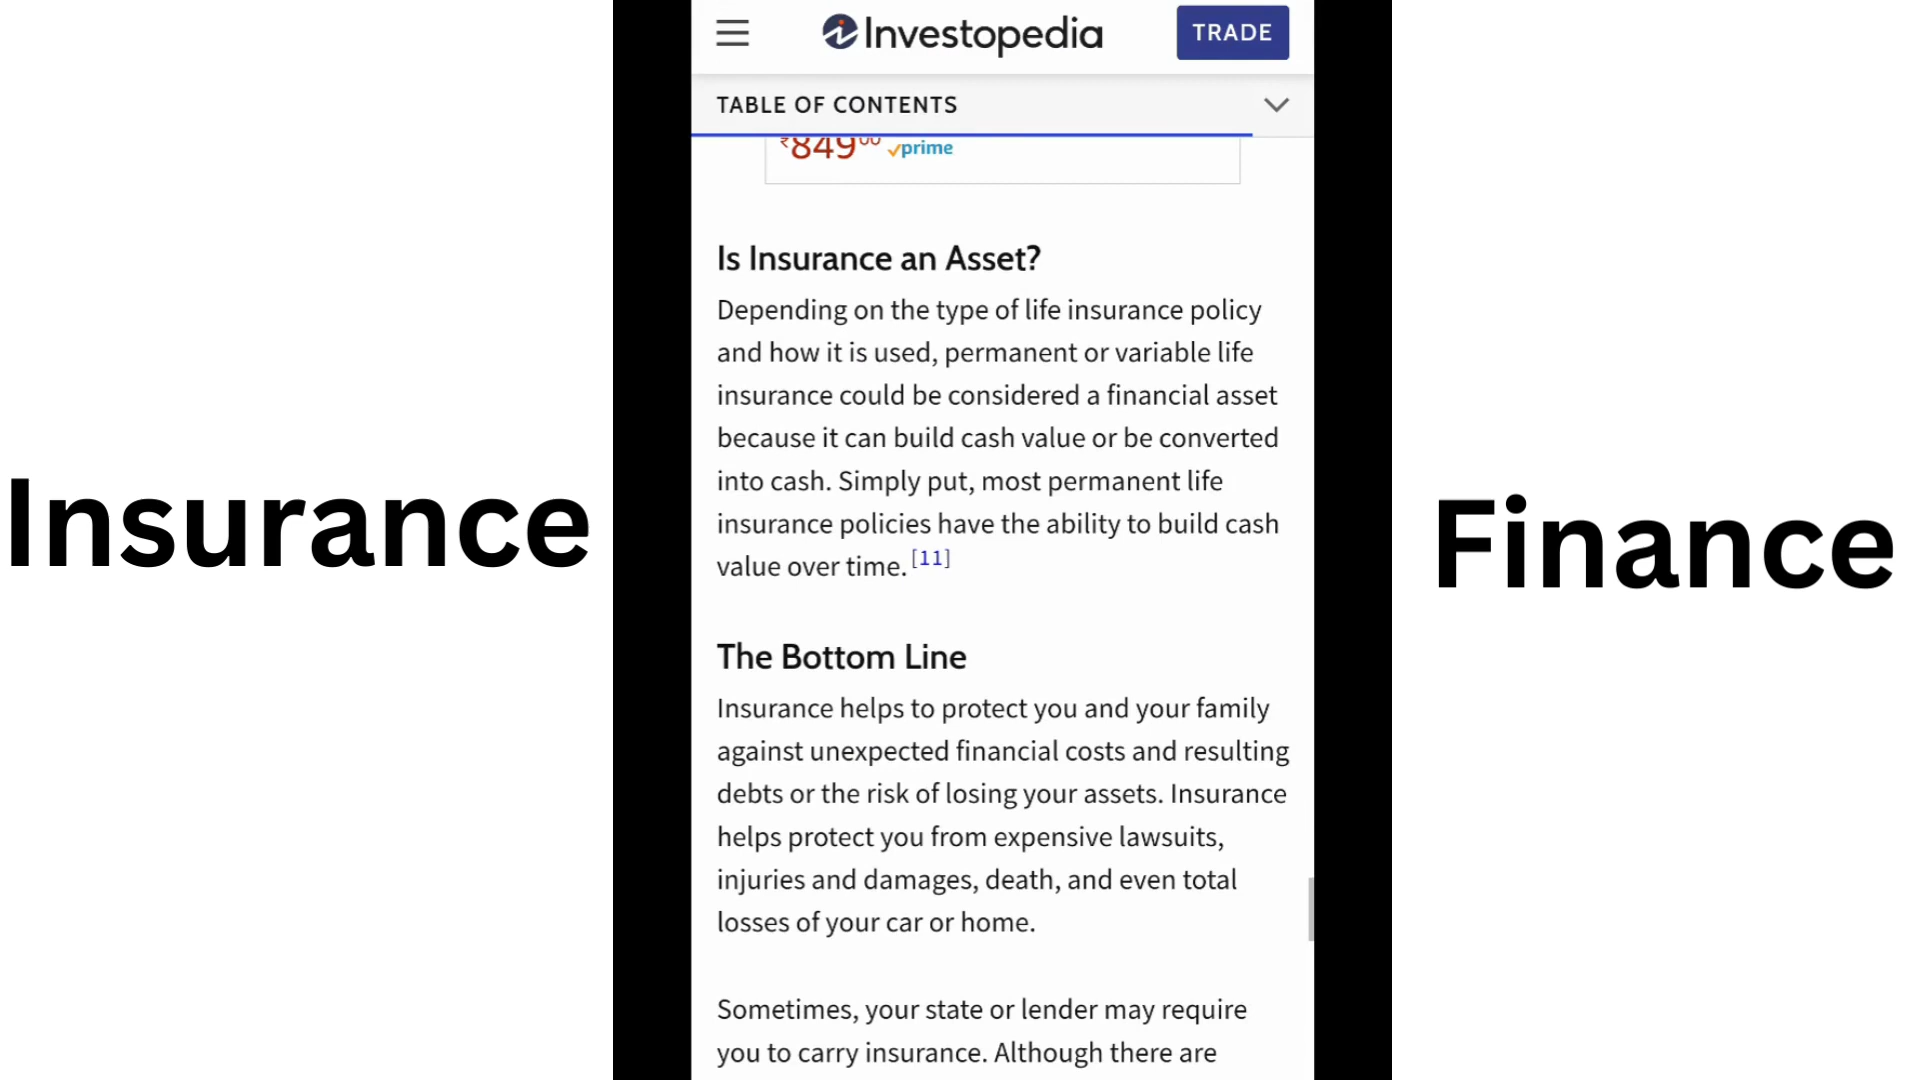 Investopedia
TRADE
TABLE OF CONTENTS
₹84900 prime
Is Insurance an Asset?
Depending on the type of life insurance policy
and how it is used, permanent or variable life
insurance could be considered a financial asset
because it can build cash value or be converted
into cash. Simply put, most permanent life
insurance policies have the ability to build cash
value over time. [11]
Insurance
Finance
The Bottom Line
Insurance helps to protect you and your family
against unexpected financial costs and resulting
debts or the risk of losing your assets. Insurance
helps protect you from expensive lawsuits,
injuries and damages, death, and even total
losses of your car or home.
Sometimes, your state or lender may require
you to carry insurance. Although there are